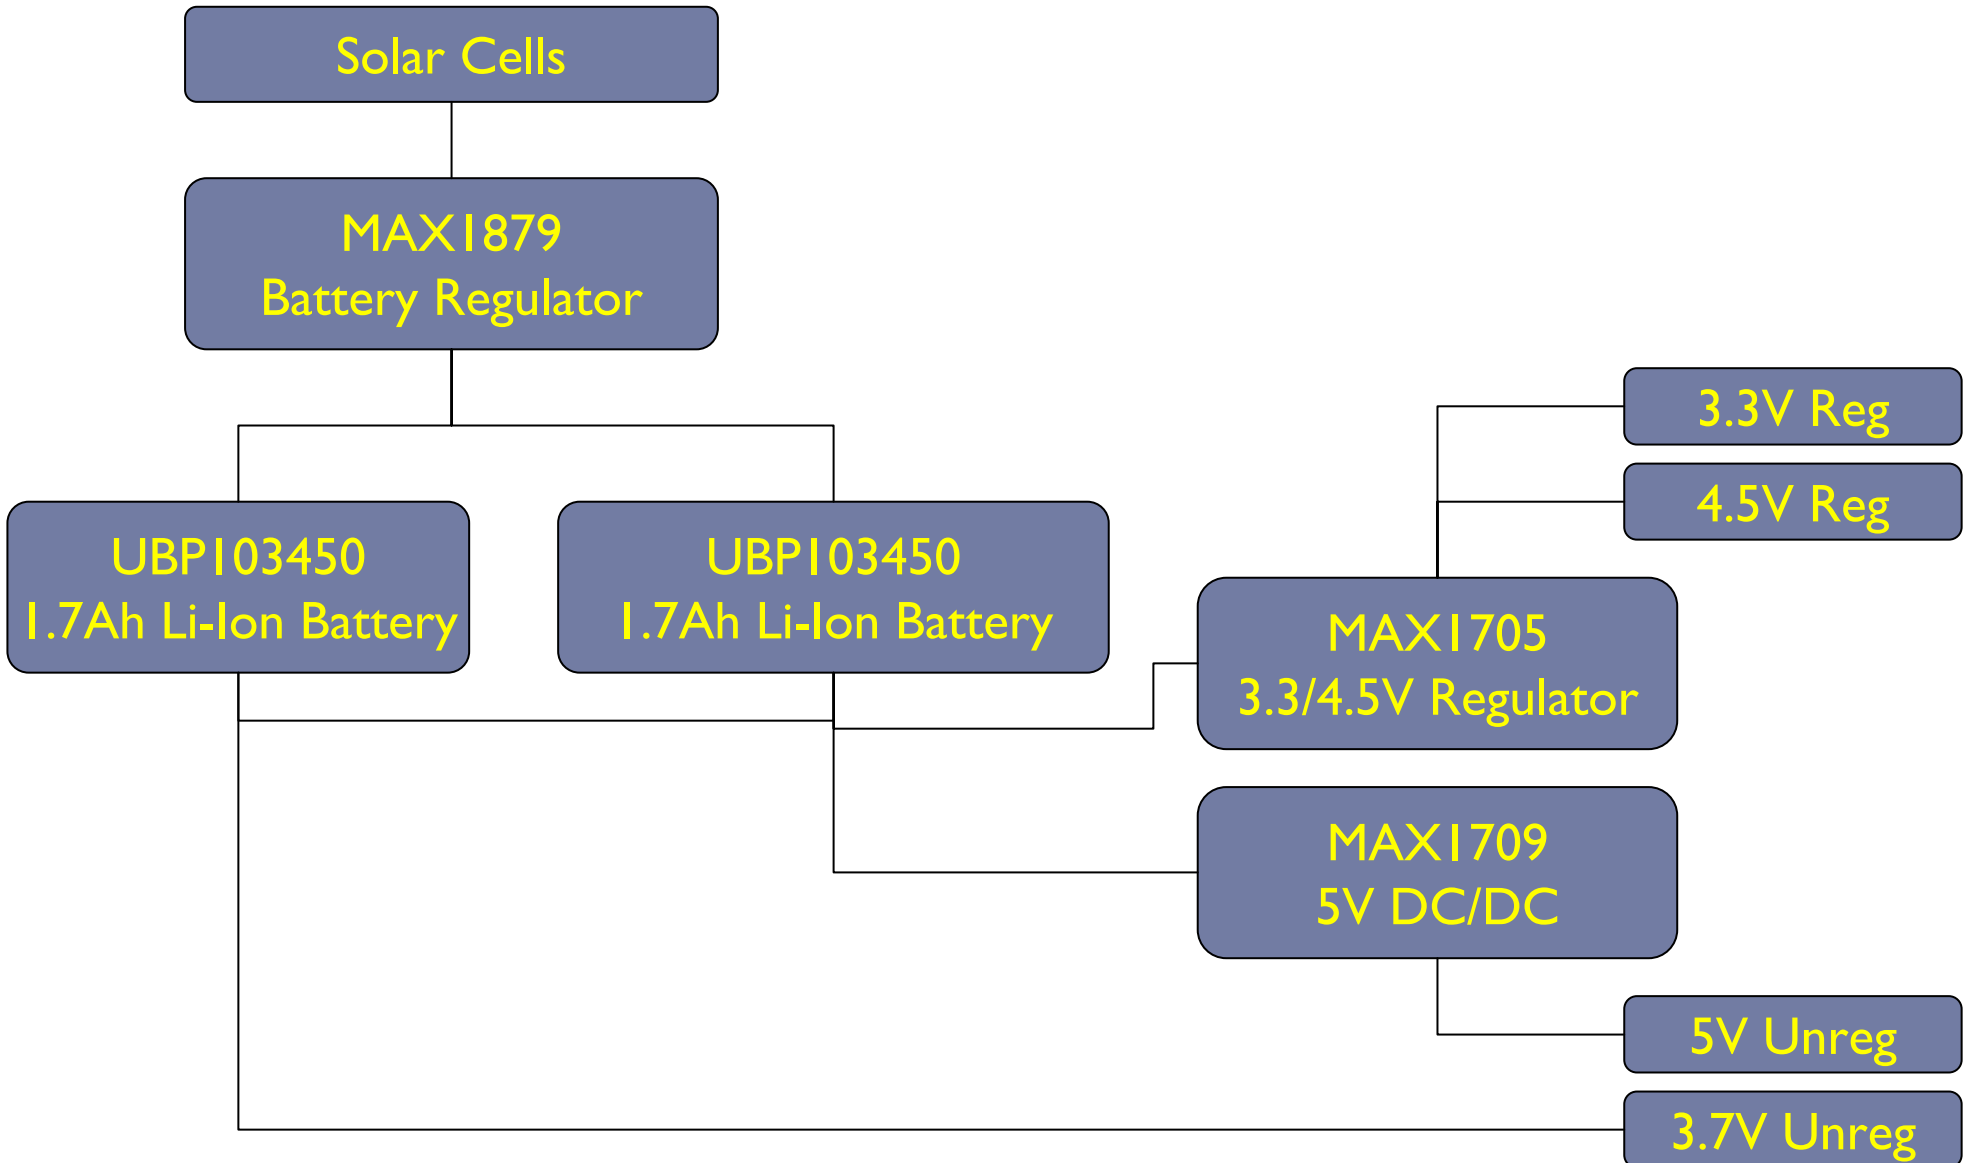 Solar Cells
MAX1879
Battery Regulator
UBP103450
1.7Ah Li-Ion Battery
UBP103450
1.7Ah Li-Ion Battery
3.3V Reg
4.5V Reg
MAX1705
3.3/4.5V Regulator
MAX1709
5V DC/DC
5V Unreg
3.7V Unreg